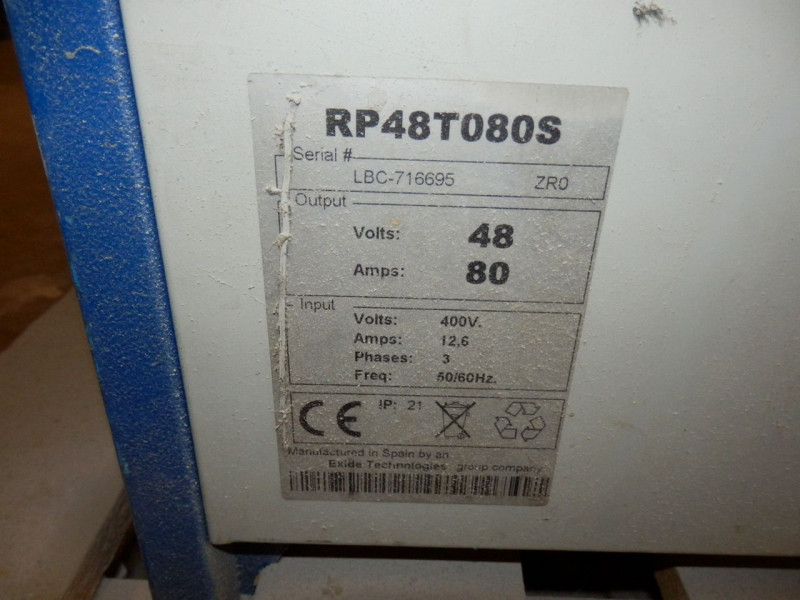 RP48T080S
Serial #
LBC-716695 ZR0
Output
Volts: 48
Amps: 80
Input
Volts: 400V.
Amps: 12,6
Phases: 3
Freq: 50/60Hz.
CE IP: 21
Manufactured in Spain by an
Exide Technologies group company